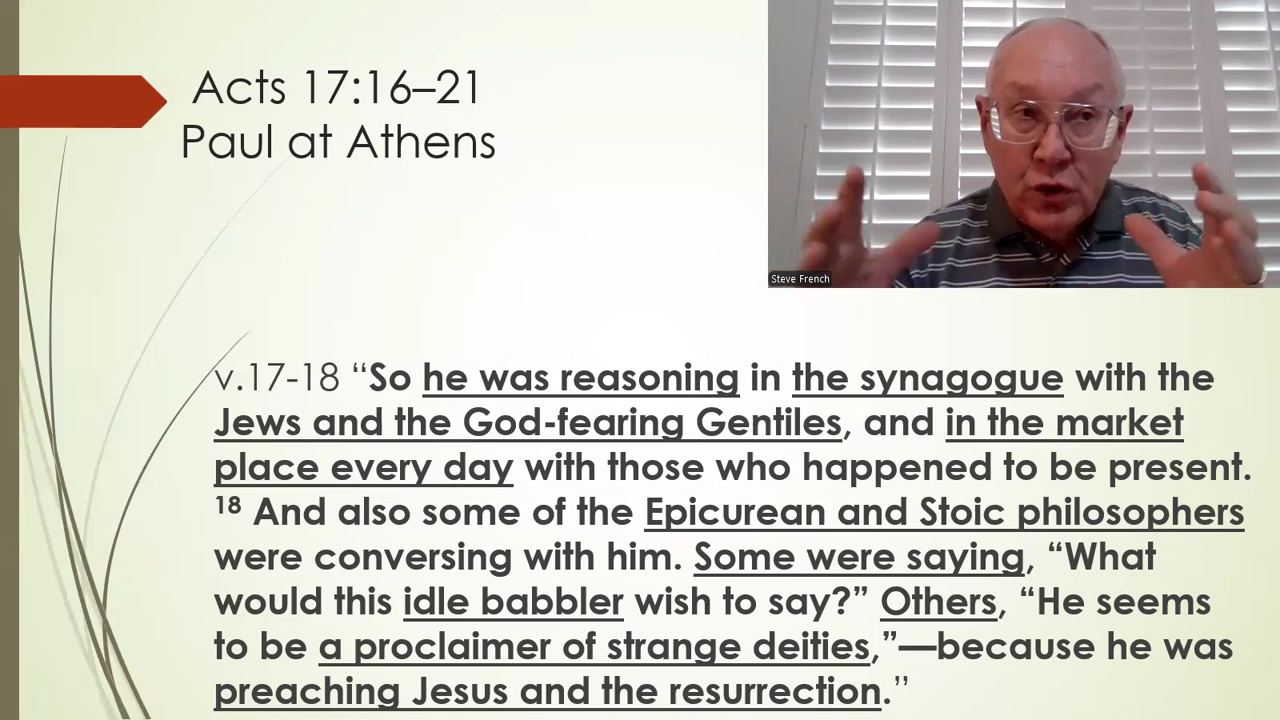 Acts 17:16–21
Paul at Athens
Steve French
v.17-18 “So he was reasoning in the synagogue with the
Jews and the God-fearing Gentiles, and in the market
place every day with those who happened to be present.
18 And also some of the Epicurean and Stoic philosophers
were conversing with him. Some were saying, “What
would this idle babbler wish to say?” Others, “He seems
to be a proclaimer of strange deities,”—because he was
preaching Jesus and the resurrection.”